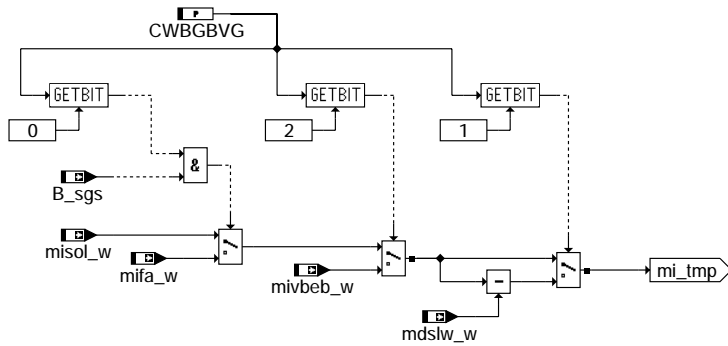 P
CWBGBVG
GETBIT
GETBIT
GETBIT
0
2
1
&
B_sgs
misol_w
mifa_w
mivbeb_w
mi_tmp
-
mdslw_w